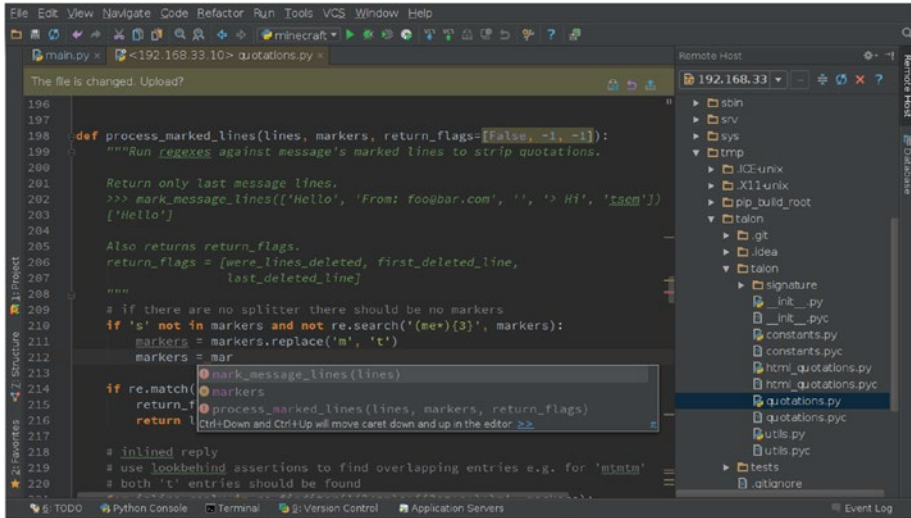 File Edit View Navigate Code Refactor Run Tools VCS Window Help
minecraft
main.py <192.168.33.10> quotations.py
Remote Host
The file is changed. Upload?
192.168.33
196
197
198 def process_marked_lines(lines, markers, return_flags=[False, -1, -1]):
199 """Run regexes against message's marked lines to strip quotations.
200
201 Return only last message lines.
202 >>> mark_message_lines(['Hello', 'From: foo@bar.com', '', '> Hi', 'tsem'])
203 ['Hello']
204
205 Also returns return_flags.
206 return_flags = [were_lines_deleted, first_deleted_line,
207 last_deleted_line]
208 """
209 # if there are no splitter there should be no markers
210 if 's' not in markers and not re.search('(me*){3}', markers):
211 markers = markers.replace('m', 't')
212 markers = mar
213
mark_message_lines(lines)
markers
process_marked_lines(lines, markers, return_flags)
Ctrl+Down and Ctrl+Up will move caret down and up in the editor >>
214 if re.match(
215 return_f
216 return l
217
218 # inlined reply
219 # use lookbehind assertions to find overlapping entries e.g. for 'mtmtm'
220 # both 't' entries should be found
sbin
srv
sys
tmp
.ICE-unix
.X11-unix
pip_build_root
talon
.git
.idea
talon
signature
__init__.py
__init__.pyc
constants.py
constants.pyc
html_quotations.py
html_quotations.pyc
quotations.py
quotations.pyc
utils.py
utils.pyc
tests
.gitignore
Remote Host
Database
1: Project
7: Structure
2: Favorites
6: TODO Python Console Terminal 9: Version Control Application Servers Event Log